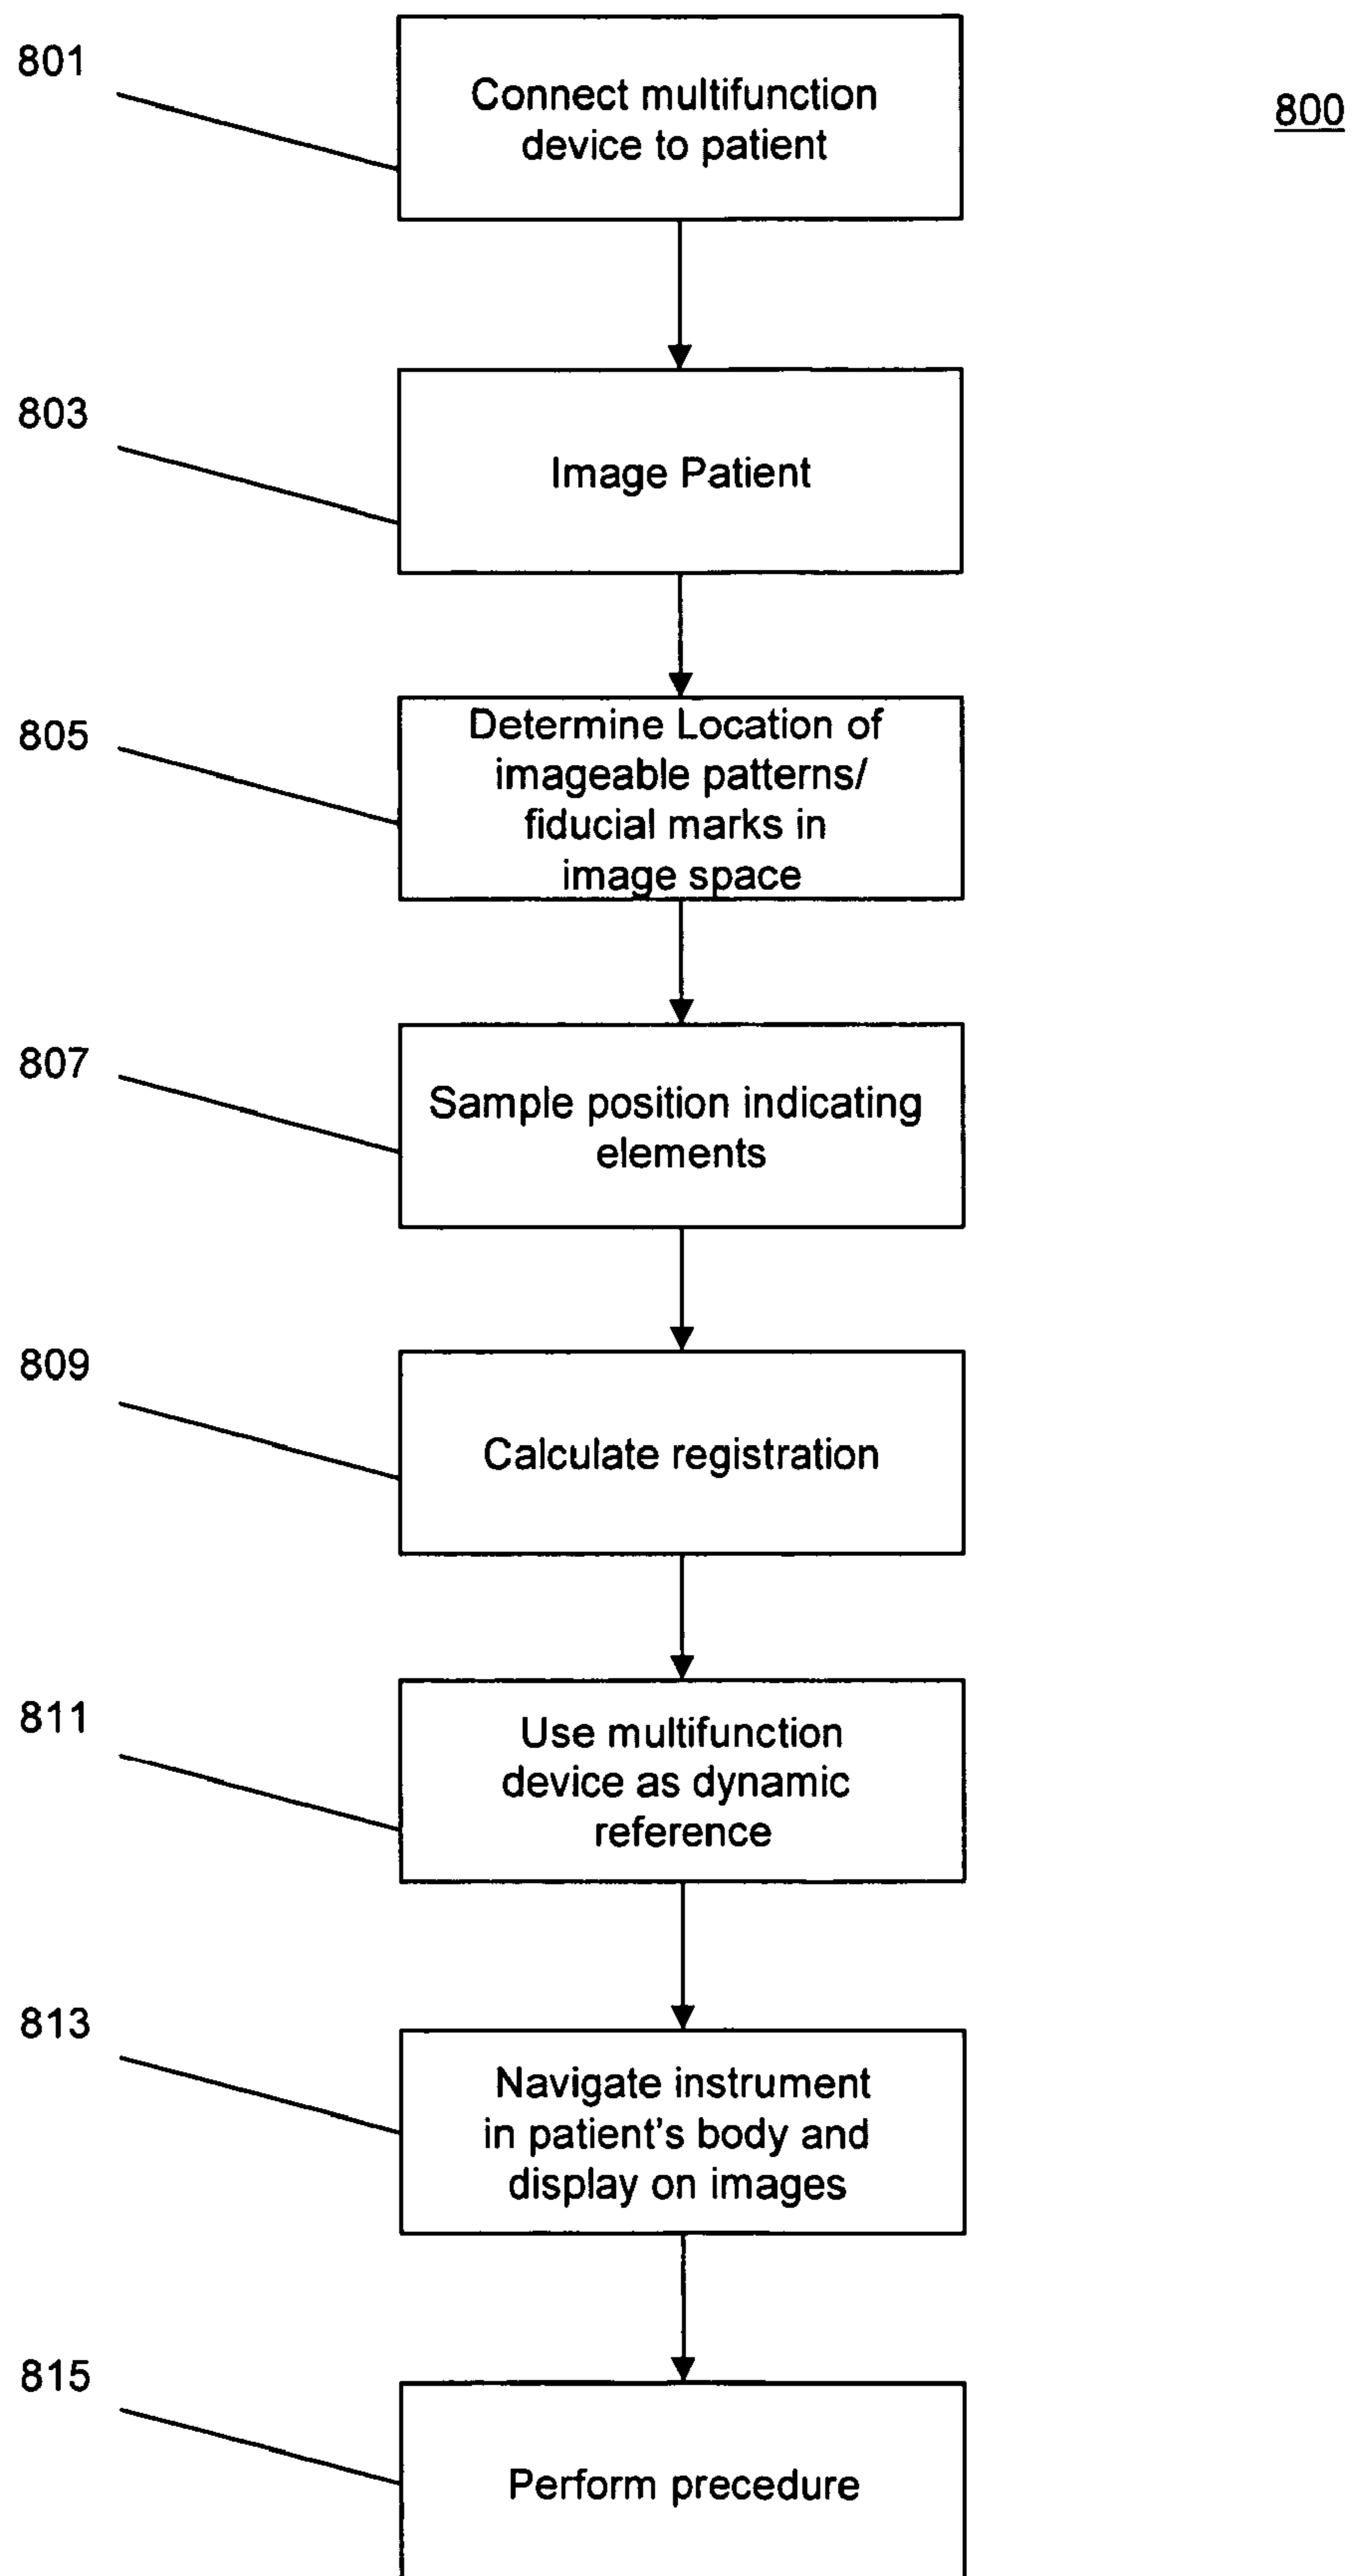 801
Connect multifunction
device to patient
800
803
Image Patient
805
Determine Location of
imageable patterns/
fiducial marks in
image space
807
Sample position indicating
elements
809
Calculate registration
811
Use multifunction
device as dynamic
reference
813
Navigate instrument
in patient's body and
display on images
815
Perform precedure